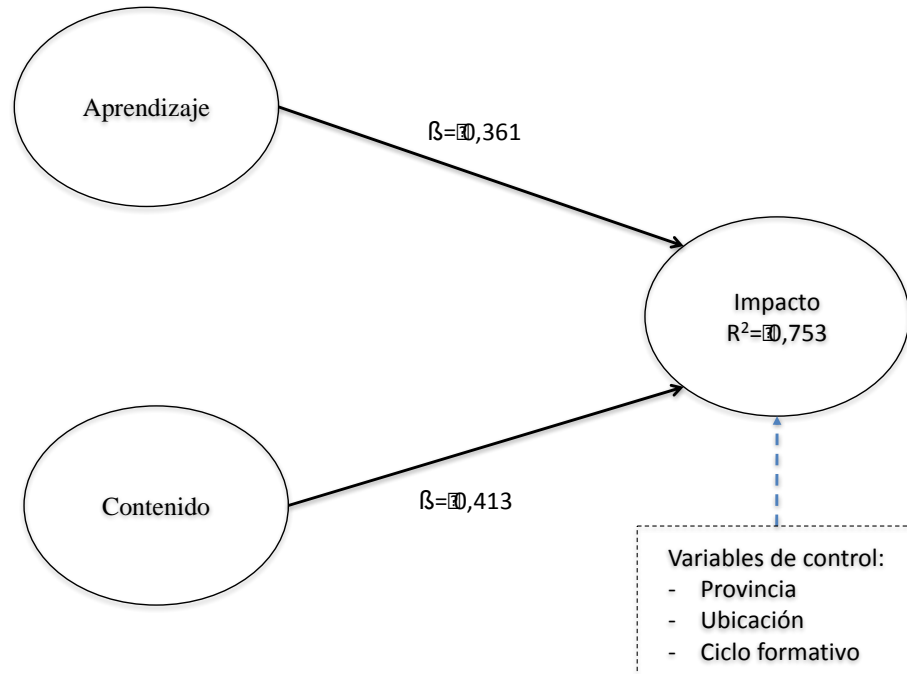 Aprendizaje
ß= 0,361
Impacto
R²= 0,753
Contenido
ß= 0,413
Variables de control:
- Provincia
- Ubicación
- Ciclo formativo